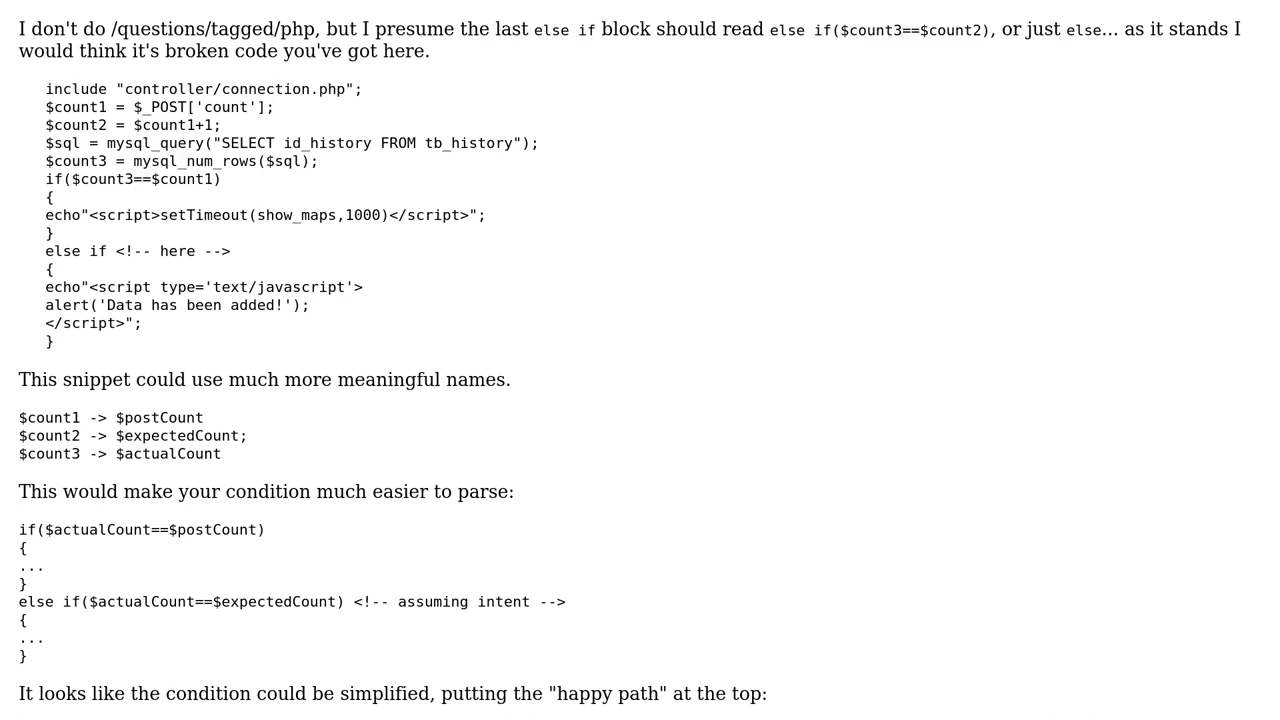 I don't do /questions/tagged/php, but I presume the last else if block should read else if($count3==$count2), or just else... as it stands I
would think it's broken code you've got here.
include "controller/connection.php";
$count1 = $_POST['count'];
$count2 = $count1+1;
$sql = mysql_query("SELECT id_history FROM tb_history");
$count3 = mysql_num_rows($sql);
if($count3==$count1)
{
echo"<script>setTimeout(show_maps,1000)</script>";
}
else if <!-- here -->
{
echo"<script type='text/javascript'>
alert('Data has been added!');
</script>";
}
This snippet could use much more meaningful names.
$count1 -> $postCount
$count2 -> $expectedCount;
$count3 -> $actualCount
This would make your condition much easier to parse:
if($actualCount==$postCount)
{
...
}
else if($actualCount==$expectedCount) <!-- assuming intent -->
{
...
}
It looks like the condition could be simplified, putting the "happy path" at the top: